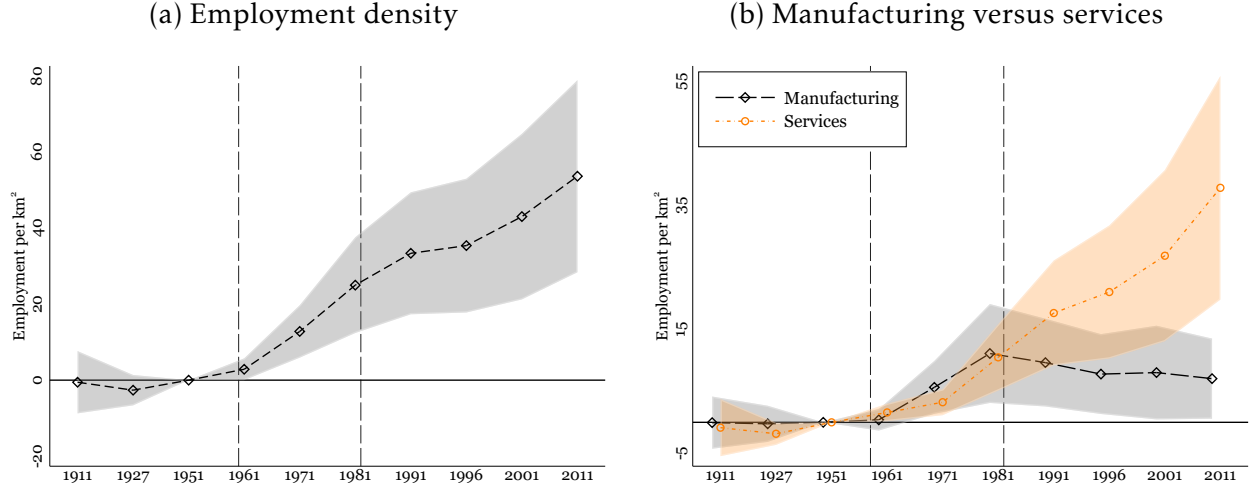 (a) Employment density
Employment per km²
80
60
40
20
0
-20
1911 1927 1951 1961 1971 1981 1991 1996 2001 2011
(b) Manufacturing versus services
Employment per km²
55
35
15
-5
Manufacturing
Services
1911 1927 1951 1961 1971 1981 1991 1996 2001 2011